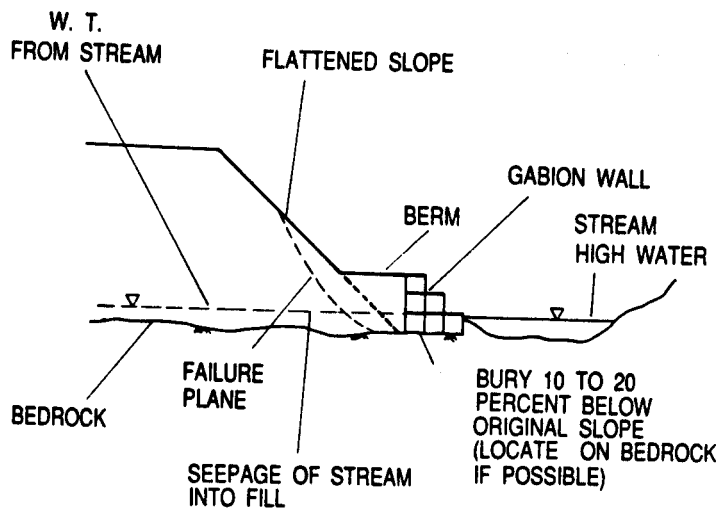 W. T.
FROM STREAM
FLATTENED SLOPE
GABION WALL
BERM
STREAM
HIGH WATER
FAILURE
PLANE
BEDROCK
SEEPAGE OF STREAM
INTO FILL
BURY 10 TO 20
PERCENT BELOW
ORIGINAL SLOPE
(LOCATE ON BEDROCK
IF POSSIBLE)